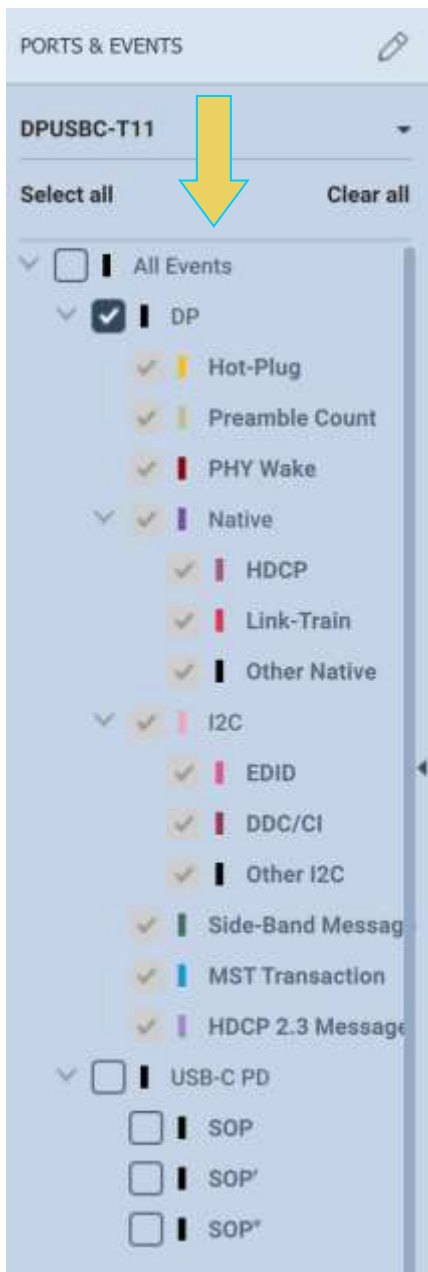 PORTS & EVENTS
DPUSBC-T11
Select all Clear all
All Events
DP
Hot-Plug
Preamble Count
PHY Wake
Native
HDCP
Link-Train
Other Native
I2C
EDID
DDC/CI
Other I2C
Side-Band Messag
MST Transaction
HDCP 2.3 Message
USB-C PD
SOP
SOP'
SOP"